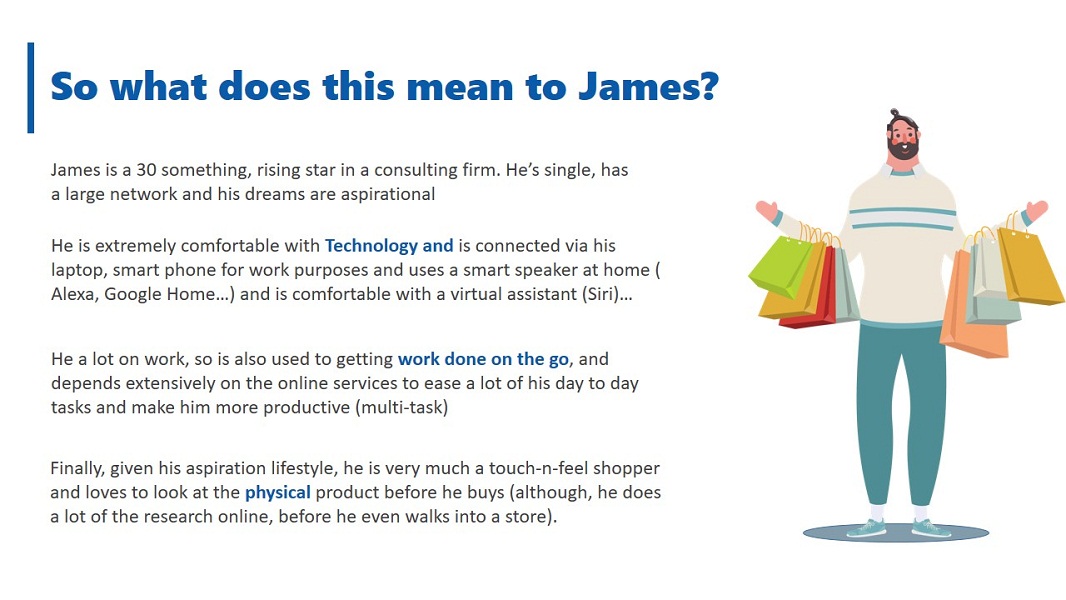 So what does this mean to James?
James is a 30 something, rising star in a consulting firm. He’s single, has
a large network and his dreams are aspirational
He is extremely comfortable with Technology and is connected via his
laptop, smart phone for work purposes and uses a smart speaker at home (
Alexa, Google Home…) and is comfortable with a virtual assistant (Siri)…
He a lot on work, so is also used to getting work done on the go, and
depends extensively on the online services to ease a lot of his day to day
tasks and make him more productive (multi-task)
Finally, given his aspiration lifestyle, he is very much a touch-n-feel shopper
and loves to look at the physical product before he buys (although, he does
a lot of the research online, before he even walks into a store).